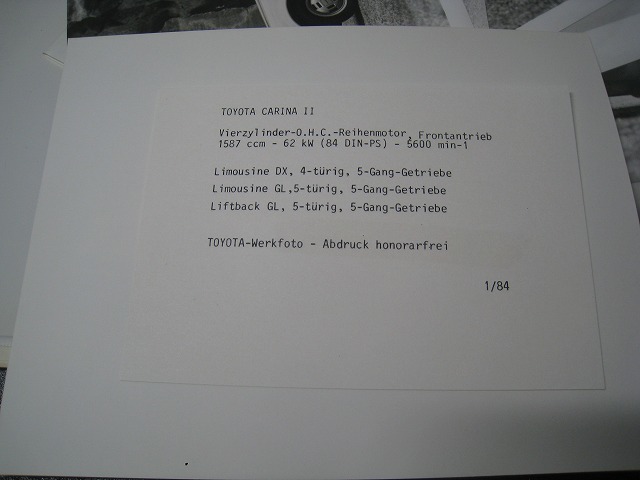 TOYOTA CARINA II
Vierzylinder-O.H.C.-Reihenmotor, Frontantrieb
1587 ccm - 62 kW (84 DIN-PS) - 5600 min-1
Limousine DX, 4-türig, 5-Gang-Getriebe
Limousine GL,5-türig, 5-Gang-Getriebe
Liftback GL, 5-türig, 5-Gang-Getriebe
TOYOTA-Werkfoto - Abdruck honorarfrei
1/84